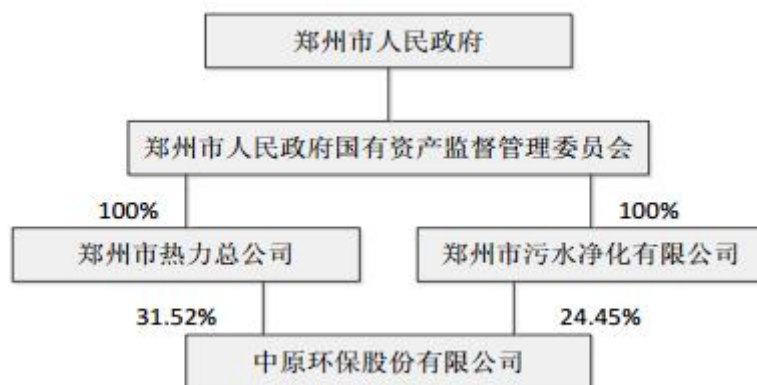 郑州市人民政府
郑州市人民政府国有资产监督管理委员会
100%
100%
郑州市热力总公司
郑州市污水净化有限公司
31.52%
24.45%
中原环保股份有限公司